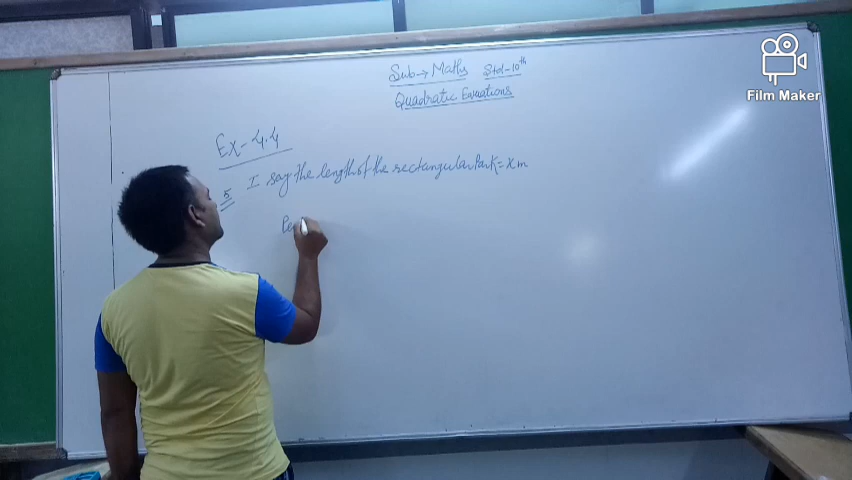 Film Maker
Sub→ Maths Std-10th
Quadratic Equations
Ex-4.4
5 I say the length of the rectangular Park = x m
Pe